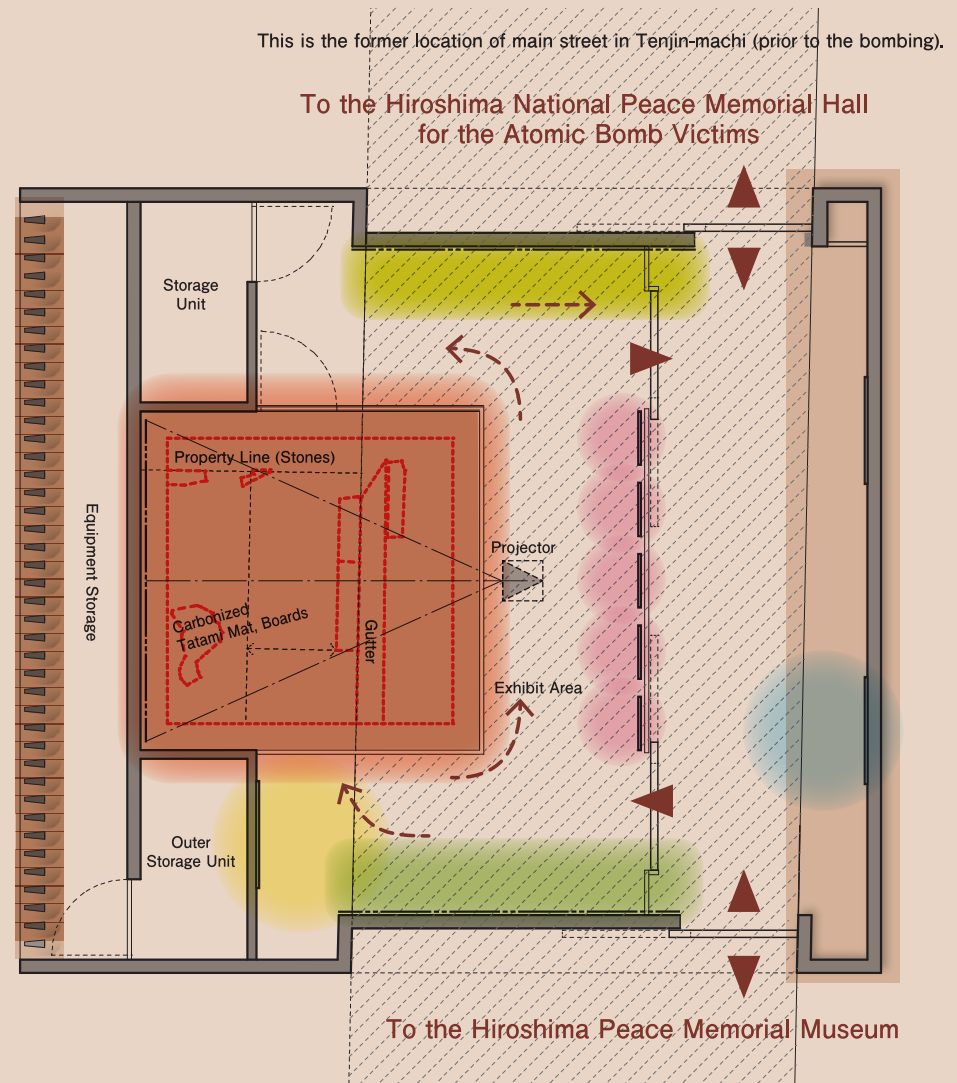 This is the former location of main street in Tenjin-machi (prior to the bombing).
To the Hiroshima National Peace Memorial Hall
for the Atomic Bomb Victims
Storage
Unit
Property Line (Stones)
Equipment Storage
Projector
Carbonized
Tatami Mat, Boards
Gutter
Exhibit Area
Outer
Storage Unit
To the Hiroshima Peace Memorial Museum